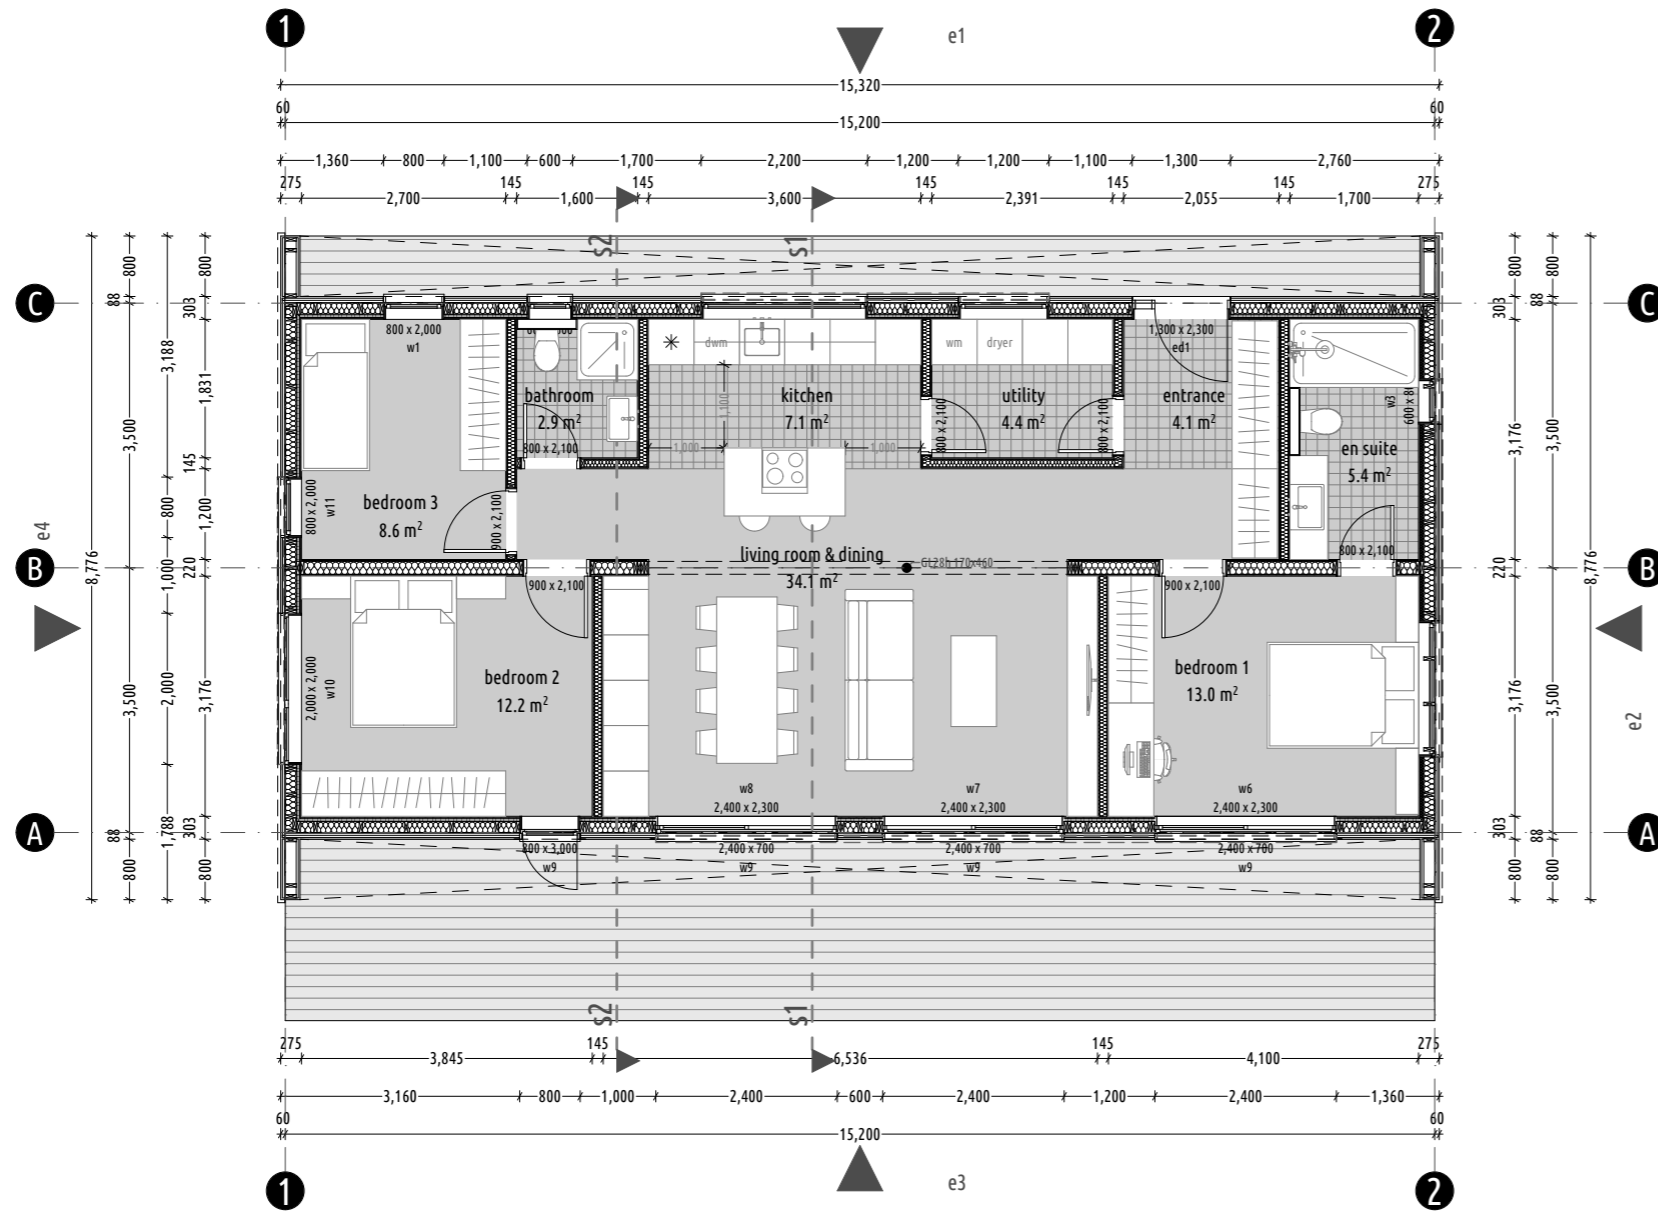 1
2
e1
15,320
60
60
15,200
1,360 800 1,100 600 1,700 2,200 1,200 1,200 1,100 1,300 2,760
275 145 145 145 145 145 275
2,700 1,600 3,600 2,391 2,055 1,700
s2
s1
800 88 303
800
C
C
303 88 800
800
800 x 2,000
w1
dwm
wm
dryer
1,300 x 2,300
ed1
w3
bathroom
2.9 m²
800 x 2,100
kitchen
7.1 m²
1,100
1,000
1,000
800 x 2,100
utility
4.4 m²
800 x 2,100
entrance
4.1 m²
en suite
5.4 m²
800 x 2,100
3,188
1,831
3,500
145
1,200
800
1,000
220
8,776
3,176
3,500
220
8,776
e4
800 x 2,000
w11
bedroom 3
8.6 m²
900 x 2,100
B
B
living room & dining
34.1 m²
GL28h 170x460
900 x 2,100
900 x 2,100
2,000 x 2,000
w10
bedroom 2
12.2 m²
bedroom 1
13.0 m²
3,500
2,000
3,176
3,176
3,500
e2
w8
2,400 x 2,300
w7
2,400 x 2,300
w6
2,400 x 2,300
A
A
88
1,788
303
303
88
800
800
800
800
800 x 3,000
w9
2,400 x 700
w9
2,400 x 700
w9
2,400 x 700
w9
s2
s1
275 145 145 275
3,845 6,536 4,100
3,160 800 1,000 2,400 600 2,400 1,200 2,400 1,360
60
60
15,200
1
2
e3